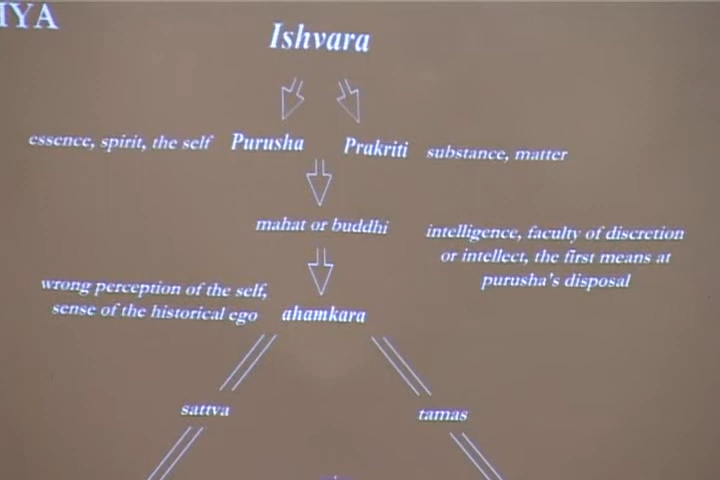 Ishvara
essence, spirit, the self Purusha Prakriti substance, matter
mahat or buddhi
intelligence, faculty of discretion
or intellect, the first means at
purusha's disposal
wrong perception of the self,
sense of the historical ego
ahamkara
sattva
tamas